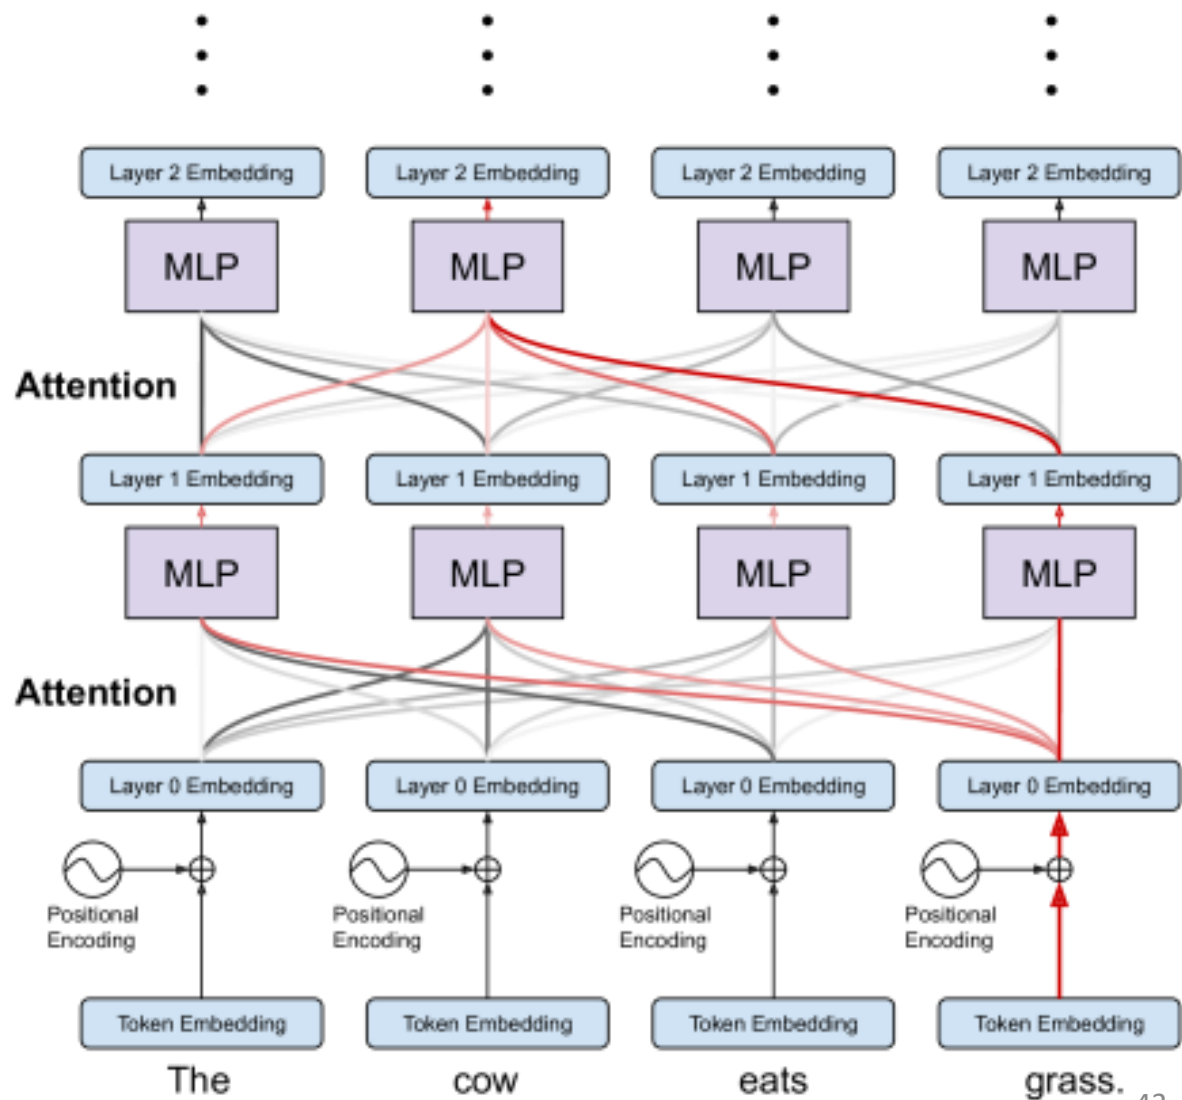 Layer 2 Embedding Layer 2 Embedding Layer 2 Embedding Layer 2 Embedding
MLP MLP MLP MLP
Attention
Layer 1 Embedding Layer 1 Embedding Layer 1 Embedding Layer 1 Embedding
MLP MLP MLP MLP
Attention
Layer 0 Embedding Layer 0 Embedding Layer 0 Embedding Layer 0 Embedding
Positional Positional Positional Positional
Encoding Encoding Encoding Encoding
Token Embedding Token Embedding Token Embedding Token Embedding
The cow eats grass.